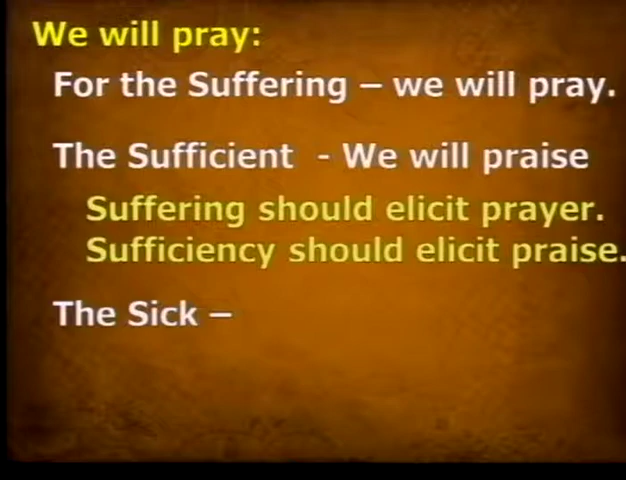 We will pray:
For the Suffering – we will pray.
The Sufficient - We will praise
Suffering should elicit prayer.
Sufficiency should elicit praise.
The Sick –